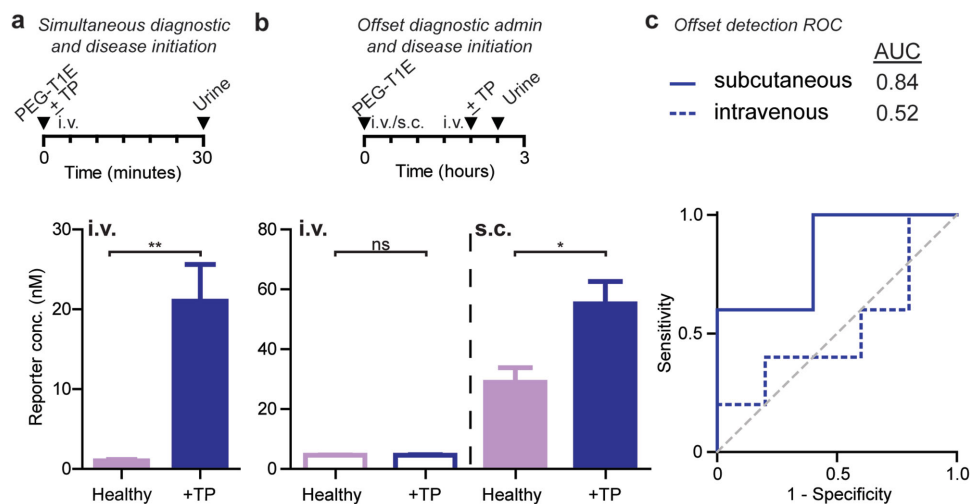 a
Simultaneous diagnostic
and disease initiation
PEG-T1E
± TP
i.v.
Urine
0
30
Time (minutes)
i.v.
**
Reporter conc. (nM)
30
20
10
0
Healthy
+TP
b
Offset diagnostic admin
and disease initiation
PEG-T1E
i.v./s.c.
i.v.
± TP
Urine
0
3
Time (hours)
i.v.
s.c.
ns
*
80
60
40
20
0
Healthy
+TP
Healthy
+TP
c
Offset detection ROC
AUC
subcutaneous 0.84
intravenous 0.52
Sensitivity
1.0
0.5
0
0.5
1.0
1 - Specificity